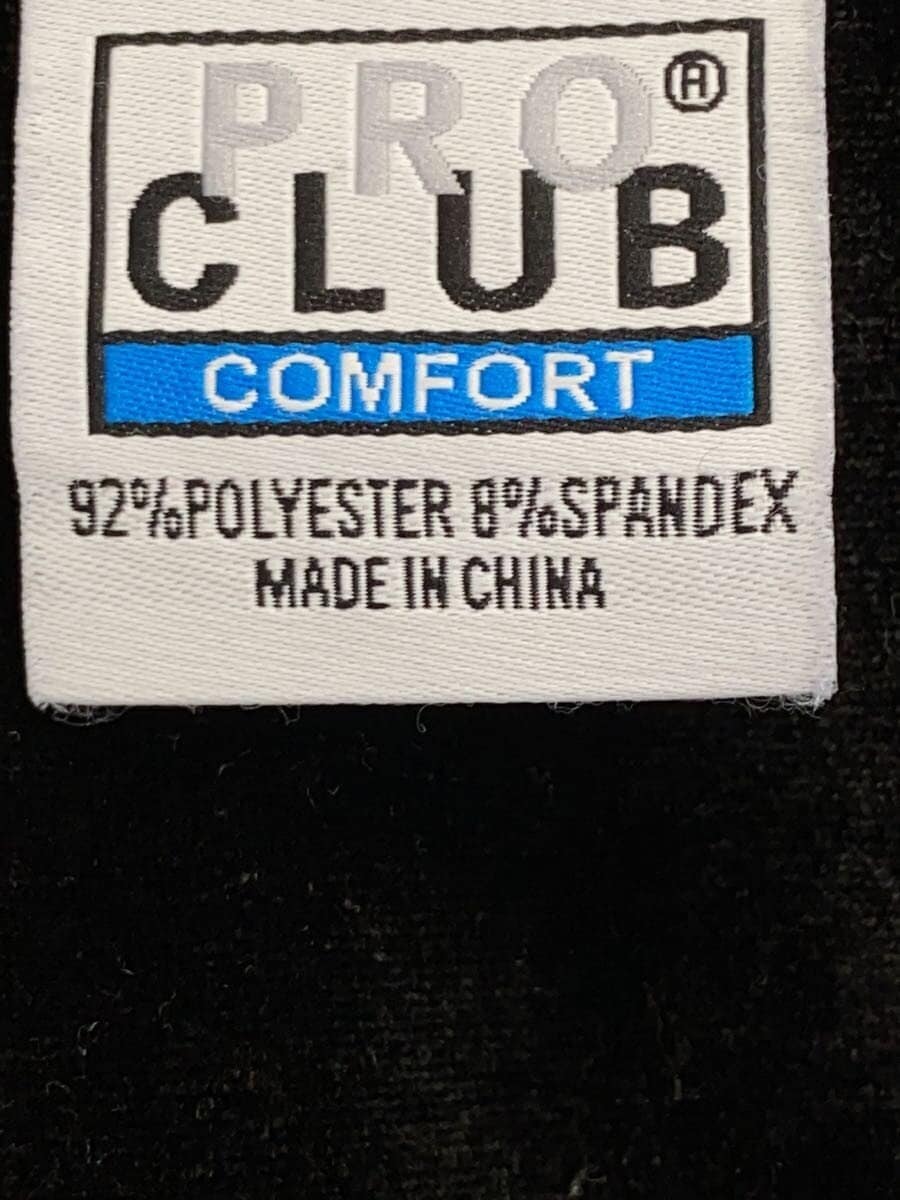 PRO®
CLUB
COMFORT
92%POLYESTER 8%SPANDEX
MADE IN CHINA